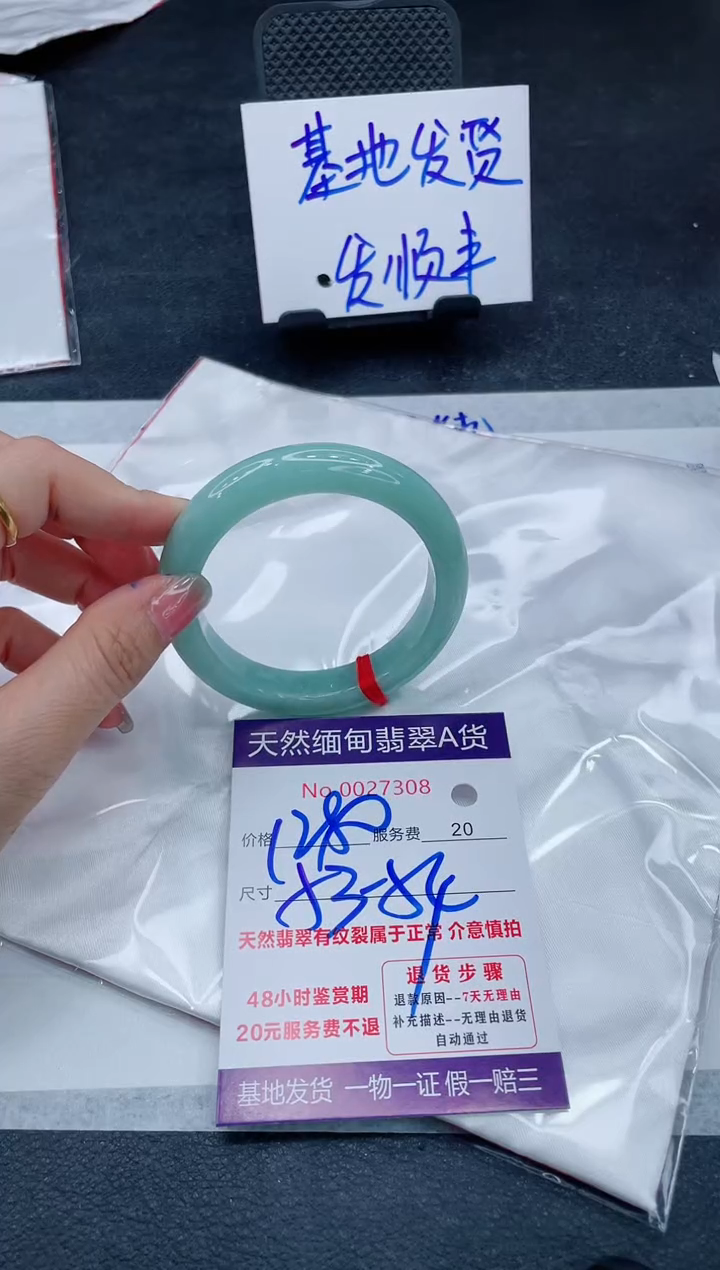 基地发货
发顺丰
天然缅甸翡翠A货
No.0027308
价格 1280 服务费 20
尺寸 53-54
天然翡翠有纹裂属于正常 介意慎拍
48小时鉴赏期
20元服务费不退
退货步骤
退款原因--7天无理由
补充描述--无理由退货
自动通过
基地发货 一物一证 假一赔三